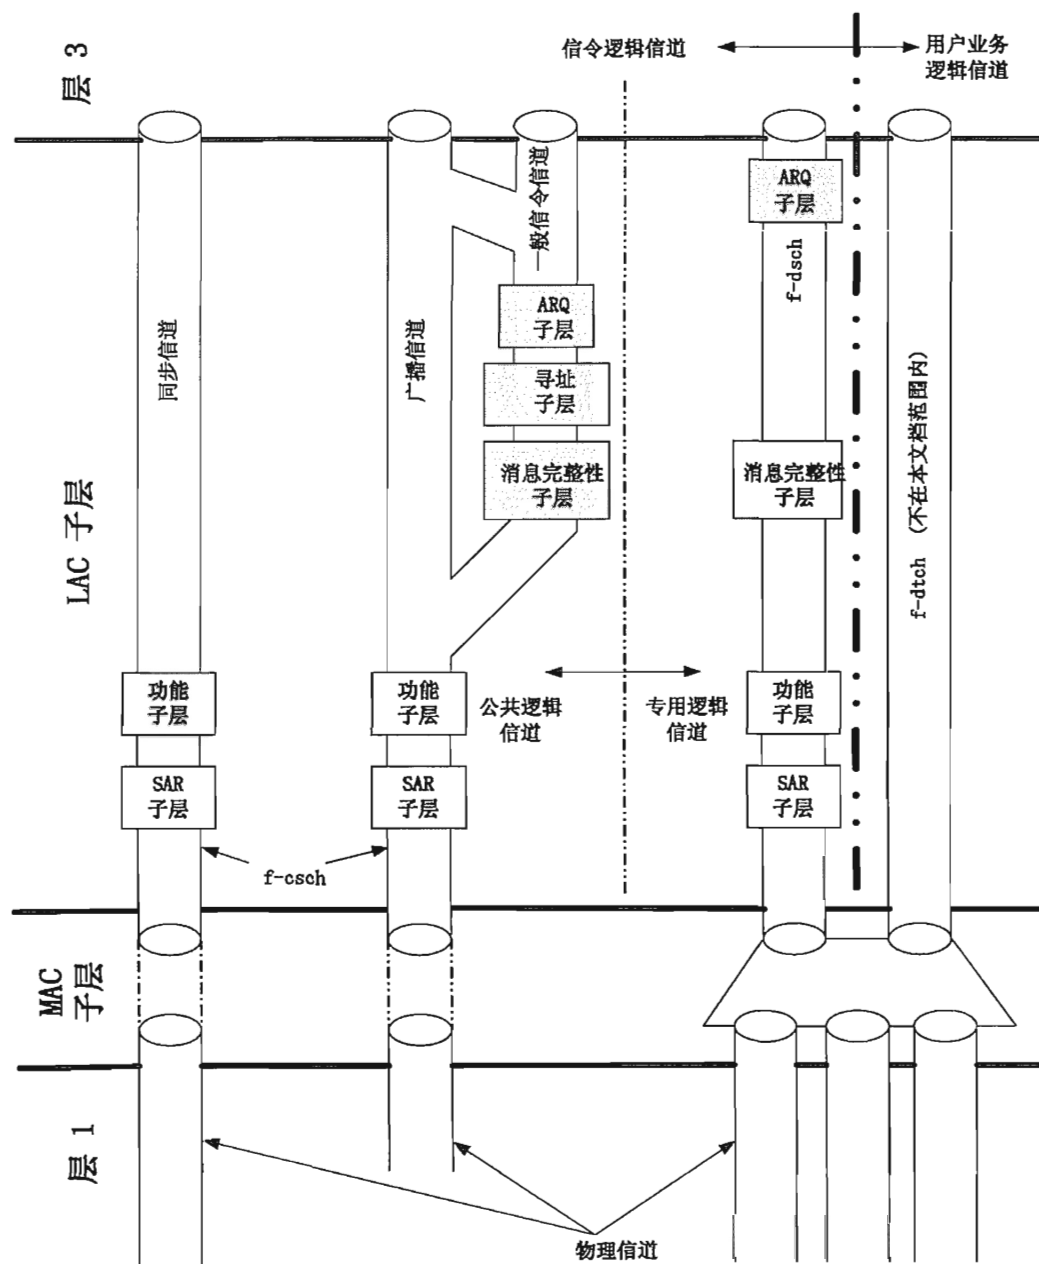 层 3
信令逻辑信道
用户业务
逻辑信道
ARQ
子层
一般信令信道
f-dsch
ARQ
子层
同步信道
广播信道
寻址
子层
消息完整性
子层
消息完整性
子层
f-dtch (不在本文档范围内)
LAC 子层
功能
子层
功能
子层
公共逻辑
信道
专用逻辑
信道
功能
子层
SAR
子层
SAR
子层
SAR
子层
f-csch
MAC
子层
层 1
物理信道